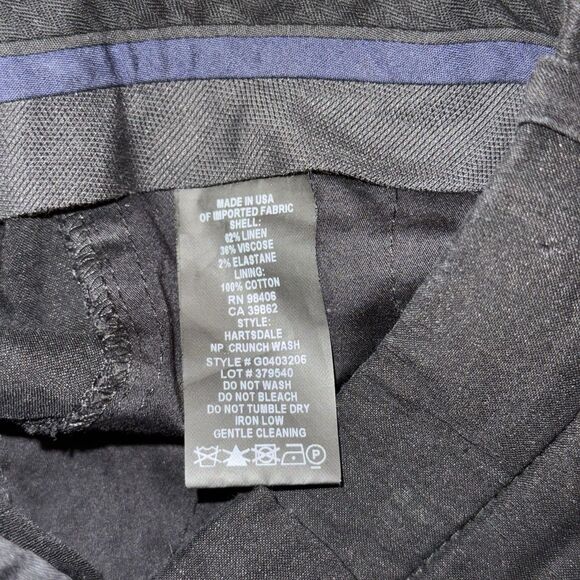 MADE IN USA
OF IMPORTED FABRIC
SHELL:
62% LINEN
36% VISCOSE
2% ELASTANE
LINING:
100% COTTON
RN 98406
CA 39862
STYLE:
HARTSDALE
NP CRUNCH WASH
STYLE # G0403206
LOT # 379540
DO NOT WASH
DO NOT BLEACH
DO NOT TUMBLE DRY
IRON LOW
GENTLE CLEANING
P